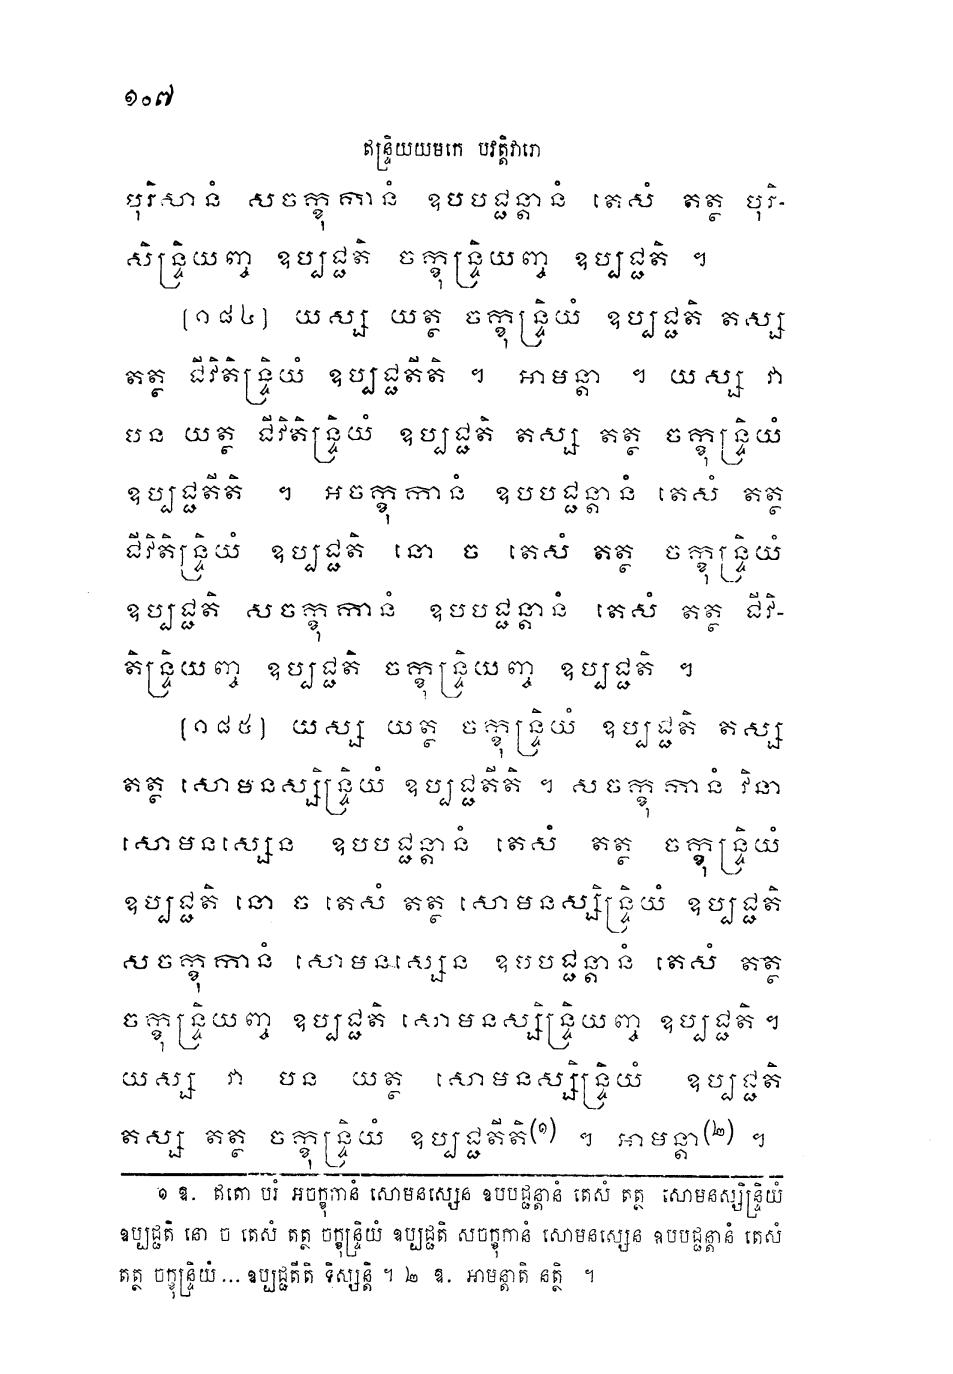 ១០៧
ឥន្ទ្រិយយមកេ បវត្តិវារោ
បុរិសានំ សចក្ខុកានំ ឧបបជ្ជន្តានំ តេសំ តត្ថ បុរិ-
សិន្ទ្រិយញ្ច ឧប្បជ្ជតិ ចក្ខុន្ទ្រិយញ្ច ឧប្បជ្ជតិ ។
[១៨៤] យស្ស យត្ថ ចក្ខុន្ទ្រិយំ ឧប្បជ្ជតិ តស្ស
តត្ថ ជីវិតិន្ទ្រិយំ ឧប្បជ្ជតីតិ ។ អាមន្តា ។ យស្ស វា
បន យត្ថ ជីវិតិន្ទ្រិយំ ឧប្បជ្ជតិ តស្ស តត្ថ ចក្ខុន្ទ្រិយំ
ឧប្បជ្ជតីតិ ។ អចក្ខុកានំ ឧបបជ្ជន្តានំ តេសំ តត្ថ
ជីវិតិន្ទ្រិយំ ឧប្បជ្ជតិ នោ ច តេសំ តត្ថ ចក្ខុន្ទ្រិយំ
ឧប្បជ្ជតិ សចក្ខុកានំ ឧបបជ្ជន្តានំ តេសំ តត្ថ ជីវិ-
តិន្ទ្រិយញ្ច ឧប្បជ្ជតិ ចក្ខុន្ទ្រិយញ្ច ឧប្បជ្ជតិ ។
[១៨៥] យស្ស យត្ថ ចក្ខុន្ទ្រិយំ ឧប្បជ្ជតិ តស្ស
តត្ថ សោមនស្សិន្ទ្រិយំ ឧប្បជ្ជតីតិ ។ សចក្ខុកានំ វិនា
សោមនស្សេន ឧបបជ្ជន្តានំ តេសំ តត្ថ ចក្ខុន្ទ្រិយំ
ឧប្បជ្ជតិ នោ ច តេសំ តត្ថ សោមនស្សិន្ទ្រិយំ ឧប្បជ្ជតិ
សចក្ខុកានំ សោមនស្សេន ឧបបជ្ជន្តានំ តេសំ តត្ថ
ចក្ខុន្ទ្រិយញ្ច ឧប្បជ្ជតិ សោមនស្សិន្ទ្រិយញ្ច ឧប្បជ្ជតិ ។
យស្ស វា បន យត្ថ សោមនស្សិន្ទ្រិយំ ឧប្បជ្ជតិ
តស្ស តត្ថ ចក្ខុន្ទ្រិយំ ឧប្បជ្ជតីតិ(១) ។ អាមន្តា(២) ។
១ ឱ. ឥតោ បរំ អចក្ខុកានំ សោមនស្សេន ឧបបជ្ជន្តានំ តេសំ តត្ថ សោមនស្សិន្ទ្រិយំ
ឧប្បជ្ជតិ នោ ច តេសំ តត្ថ ចក្ខុន្ទ្រិយំ ឧប្បជ្ជតិ សចក្ខុកានំ សោមនស្សេន ឧបបជ្ជន្តានំ តេសំ
តត្ថ ចក្ខុន្ទ្រិយំ ... ឧប្បជ្ជតីតិ ទិស្សន្តិ ។ ២ ឱ. អាមន្តាតិ នត្ថិ ។